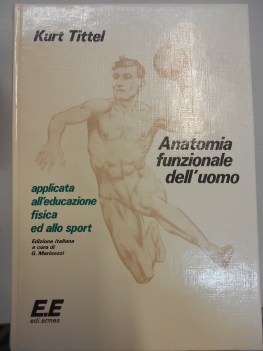 Kurt Tittel
Anatomia
funzionale
dell'uomo
applicata
all'educazione
fisica
ed allo sport
Edizione italiana
a cura di
G. Marinozzi
E.E
edi.ermes